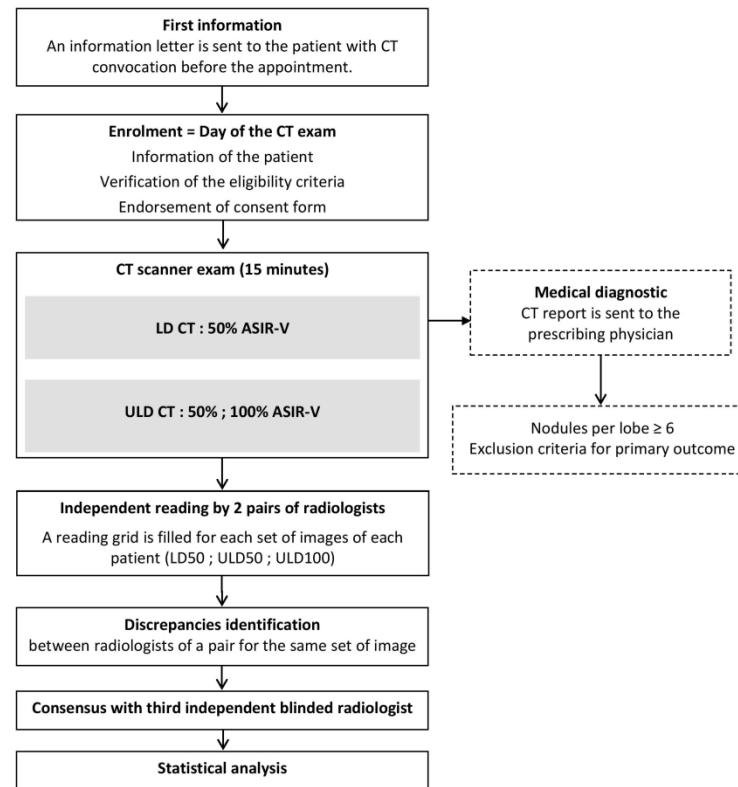 First information
An information letter is sent to the patient with CT
convocation before the appointment.
Enrolment = Day of the CT exam
Information of the patient
Verification of the eligibility criteria
Endorsement of consent form
CT scanner exam (15 minutes)
LD CT : 50% ASIR-V
ULD CT : 50% ; 100% ASIR-V
Medical diagnostic
CT report is sent to the
prescribing physician
Nodules per lobe ≥ 6
Exclusion criteria for primary outcome
Independent reading by 2 pairs of radiologists
A reading grid is filled for each set of images of each
patient (LD50 ; ULD50 ; ULD100)
Discrepancies identification
between radiologists of a pair for the same set of image
Consensus with third independent blinded radiologist
Statistical analysis